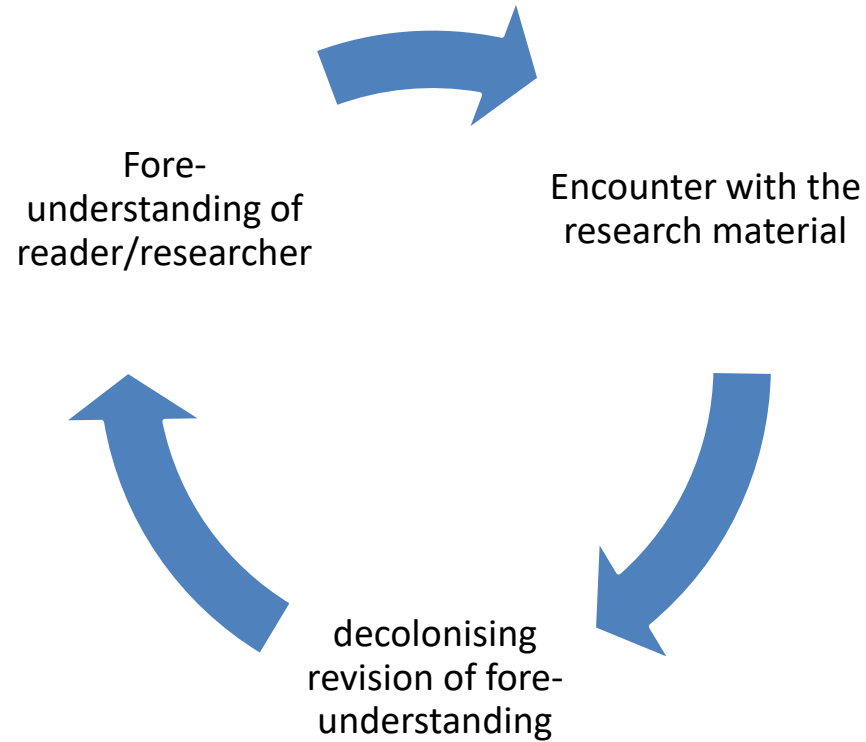 Fore-
understanding of
reader/researcher
Encounter with the
research material
decolonising
revision of fore-
understanding